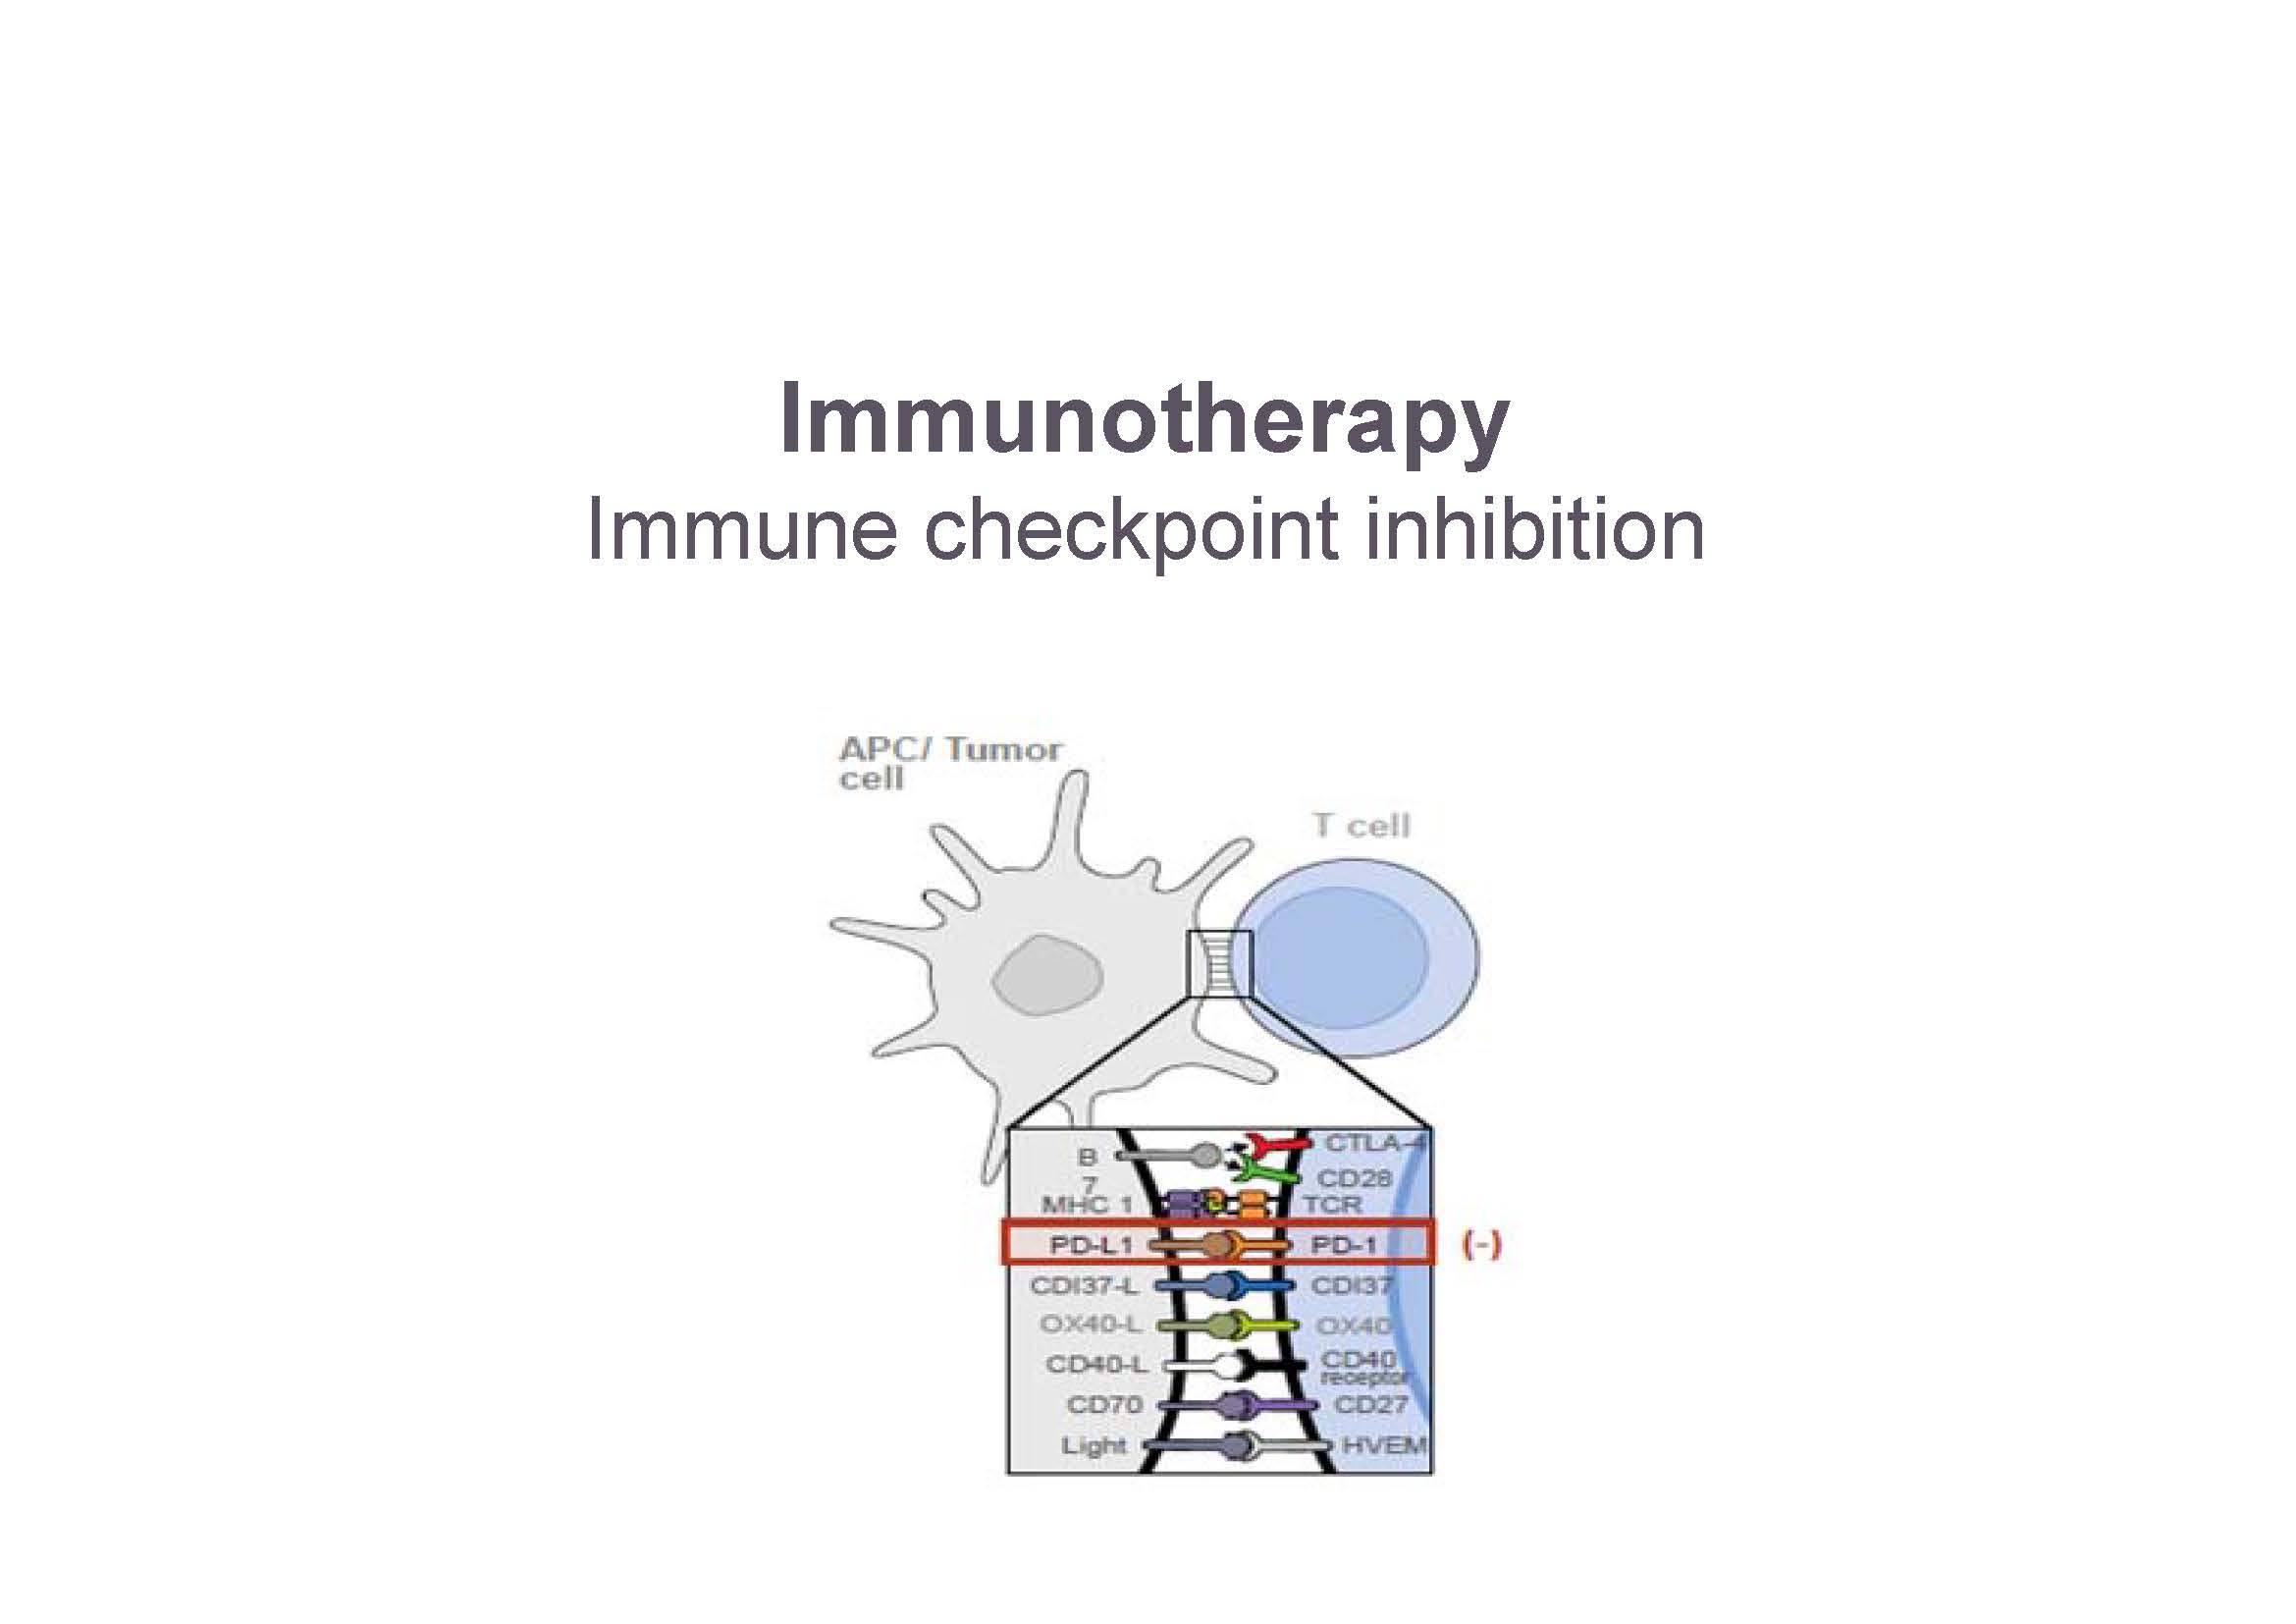 Immunotherapy
Immune checkpoint inhibition
APC/ Tumor
cell
T cell
B
7
CTLA-4
CD28
MHC 1
TCR
PD-L1
PD-1
(-)
CDI37-L
CDI37
OX40-L
OX40
CD40-L
CD40
receptor
CD70
CD27
Light
HVEM